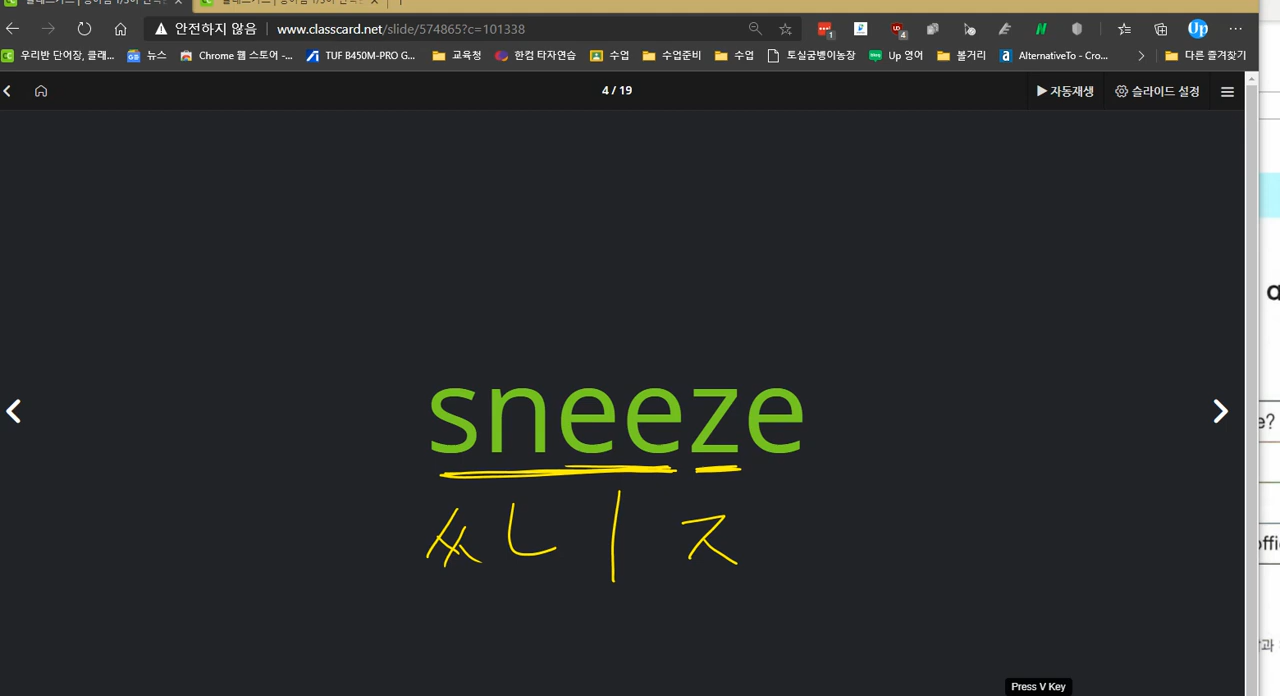 안전하지 않음 www.classcard.net/slide/574865?c=101338
우리반 단어장, 클래... 뉴스 Chrome 웹 스토어 -... TUF B450M-PRO G... 교육청 한컴 타자연습 수업 수업준비 수업 토실굼벵이농장 Up 영어 볼거리 AlternativeTo - Cro... 다른 즐겨찾기
4 / 19 자동재생 슬라이드 설정
sneeze
ㅆㄴㅣㅈ
Press V Key